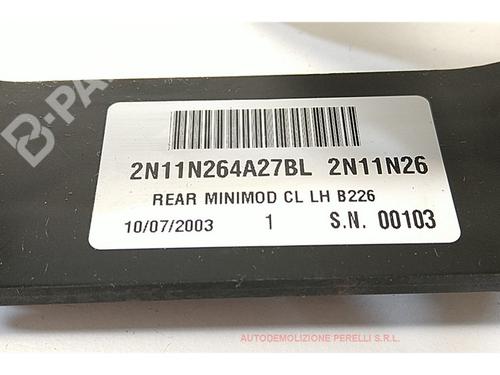 B-PA
2N11N264A27BL 2N11N26
REAR MINIMOD CL LH B226
10/07/2003 1 S.N. 00103
AUTODEMOLIZIONE PERELLI S.R.L.